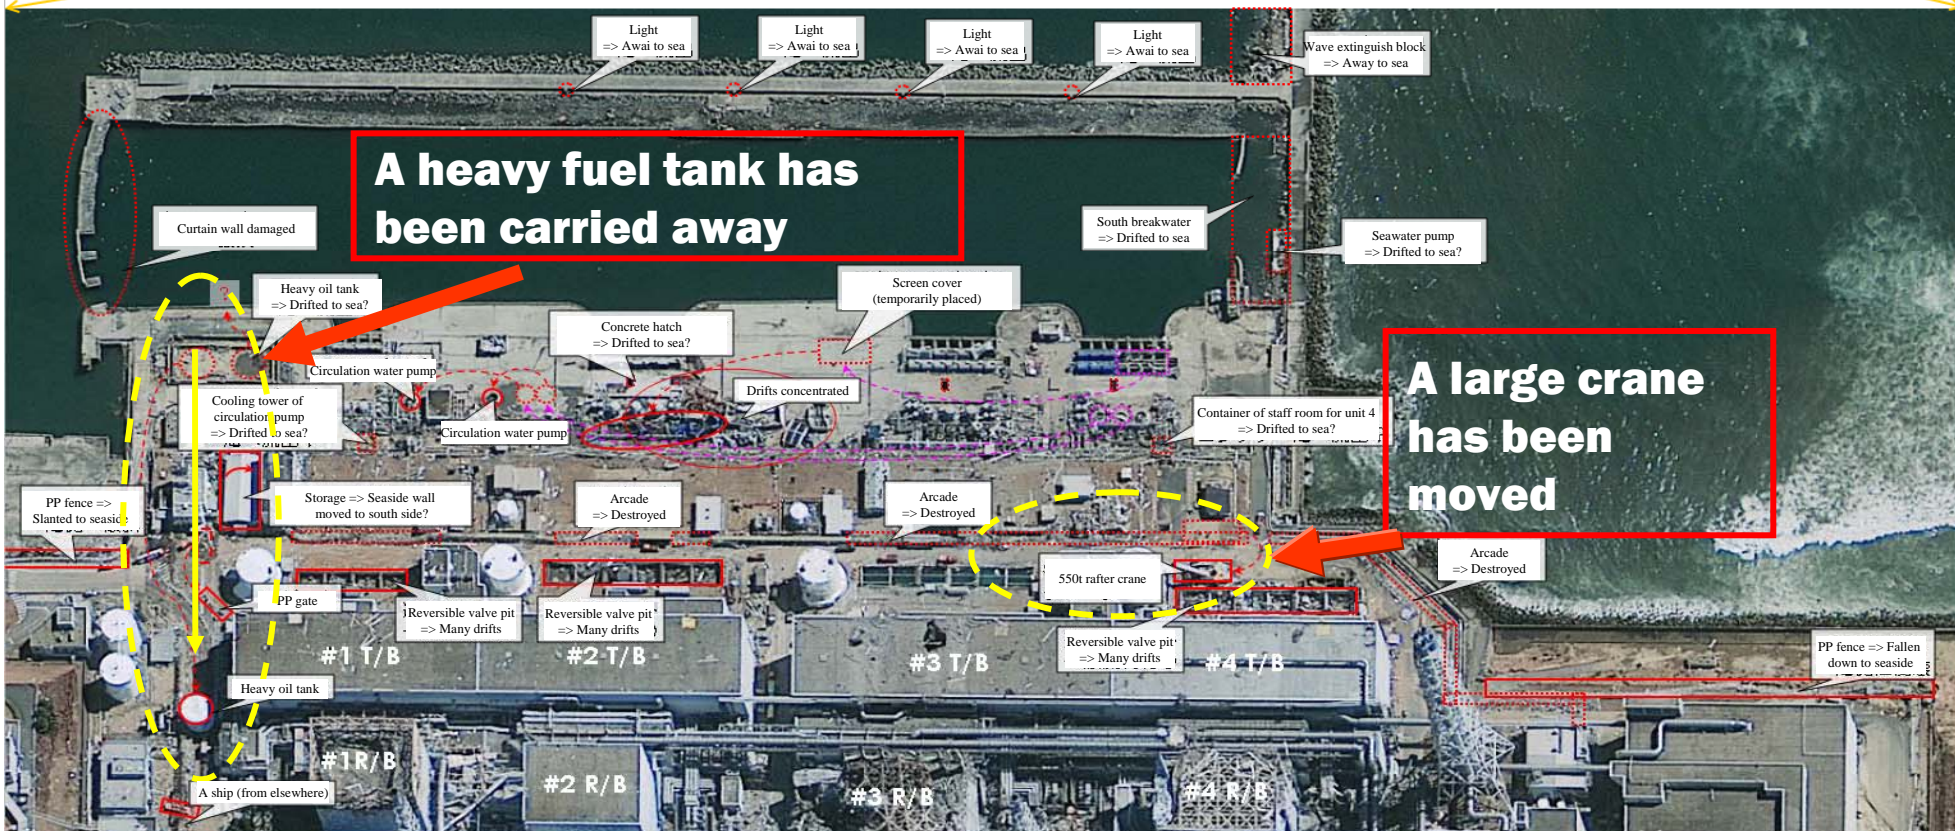 Light
=> Awai to sea
Light
=> Awai to sea
Light
=> Awai to sea
Light
=> Awai to sea
Wave extinguish block
=> Away to sea
A heavy fuel tank has
been carried away
Curtain wall damaged
South breakwater
=> Drifted to sea
Seawater pump
=> Drifted to sea?
?
Heavy oil tank
=> Drifted to sea?
Screen cover
(temporarily placed)
Concrete hatch
=> Drifted to sea?
Circulation water pump
Drifts concentrated
Cooling tower of
circulation pump
=> Drifted to sea?
Circulation water pump
Container of staff room for unit 4
=> Drifted to sea?
A large crane
has been
moved
PP fence =>
Slanted to seaside
Storage => Seaside wall
moved to south side?
Arcade
=> Destroyed
Arcade
=> Destroyed
Arcade
=> Destroyed
550t rafter crane
PP gate
Reversible valve pit
=> Many drifts
Reversible valve pit
=> Many drifts
Reversible valve pit
=> Many drifts
PP fence => Fallen
down to seaside
#1 T/B
#2 T/B
#3 T/B
#4 T/B
Heavy oil tank
#1R/B
#2 R/B
#3 R/B
#4 R/B
A ship (from elsewhere)